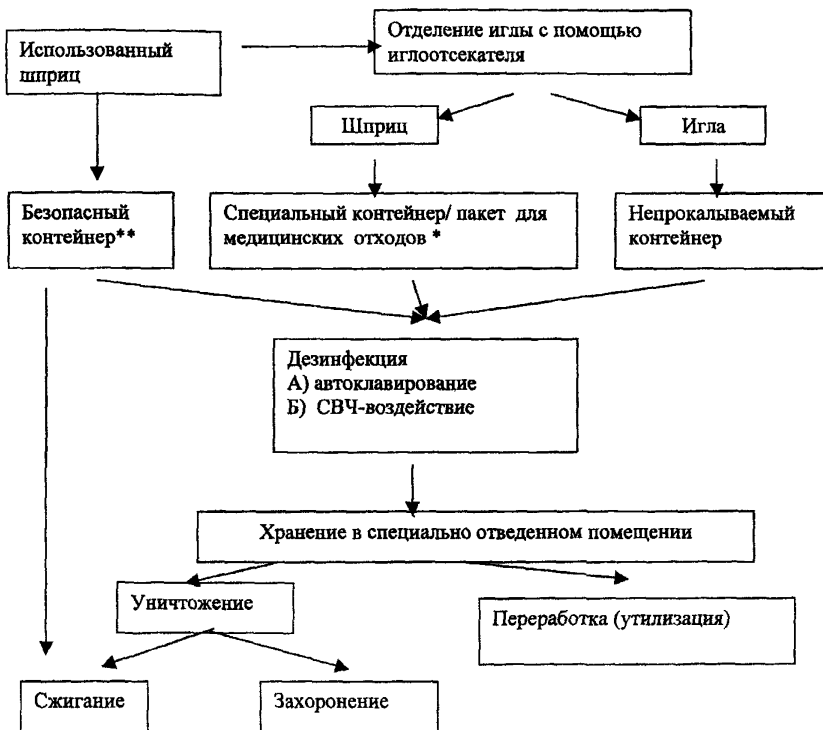 Отделение иглы с помощью
иглоотсекателя
Использованный
шприц
Шприц
Игла
Безопасный
контейнер**
Специальный контейнер/ пакет для
медицинских отходов *
Непрокалываемый
контейнер
Дезинфекция
А) автоклавирование
Б) СВЧ-воздействие
Хранение в специально отведенном помещении
Уничтожение
Переработка (утилизация)
Сжигание
Захоронение